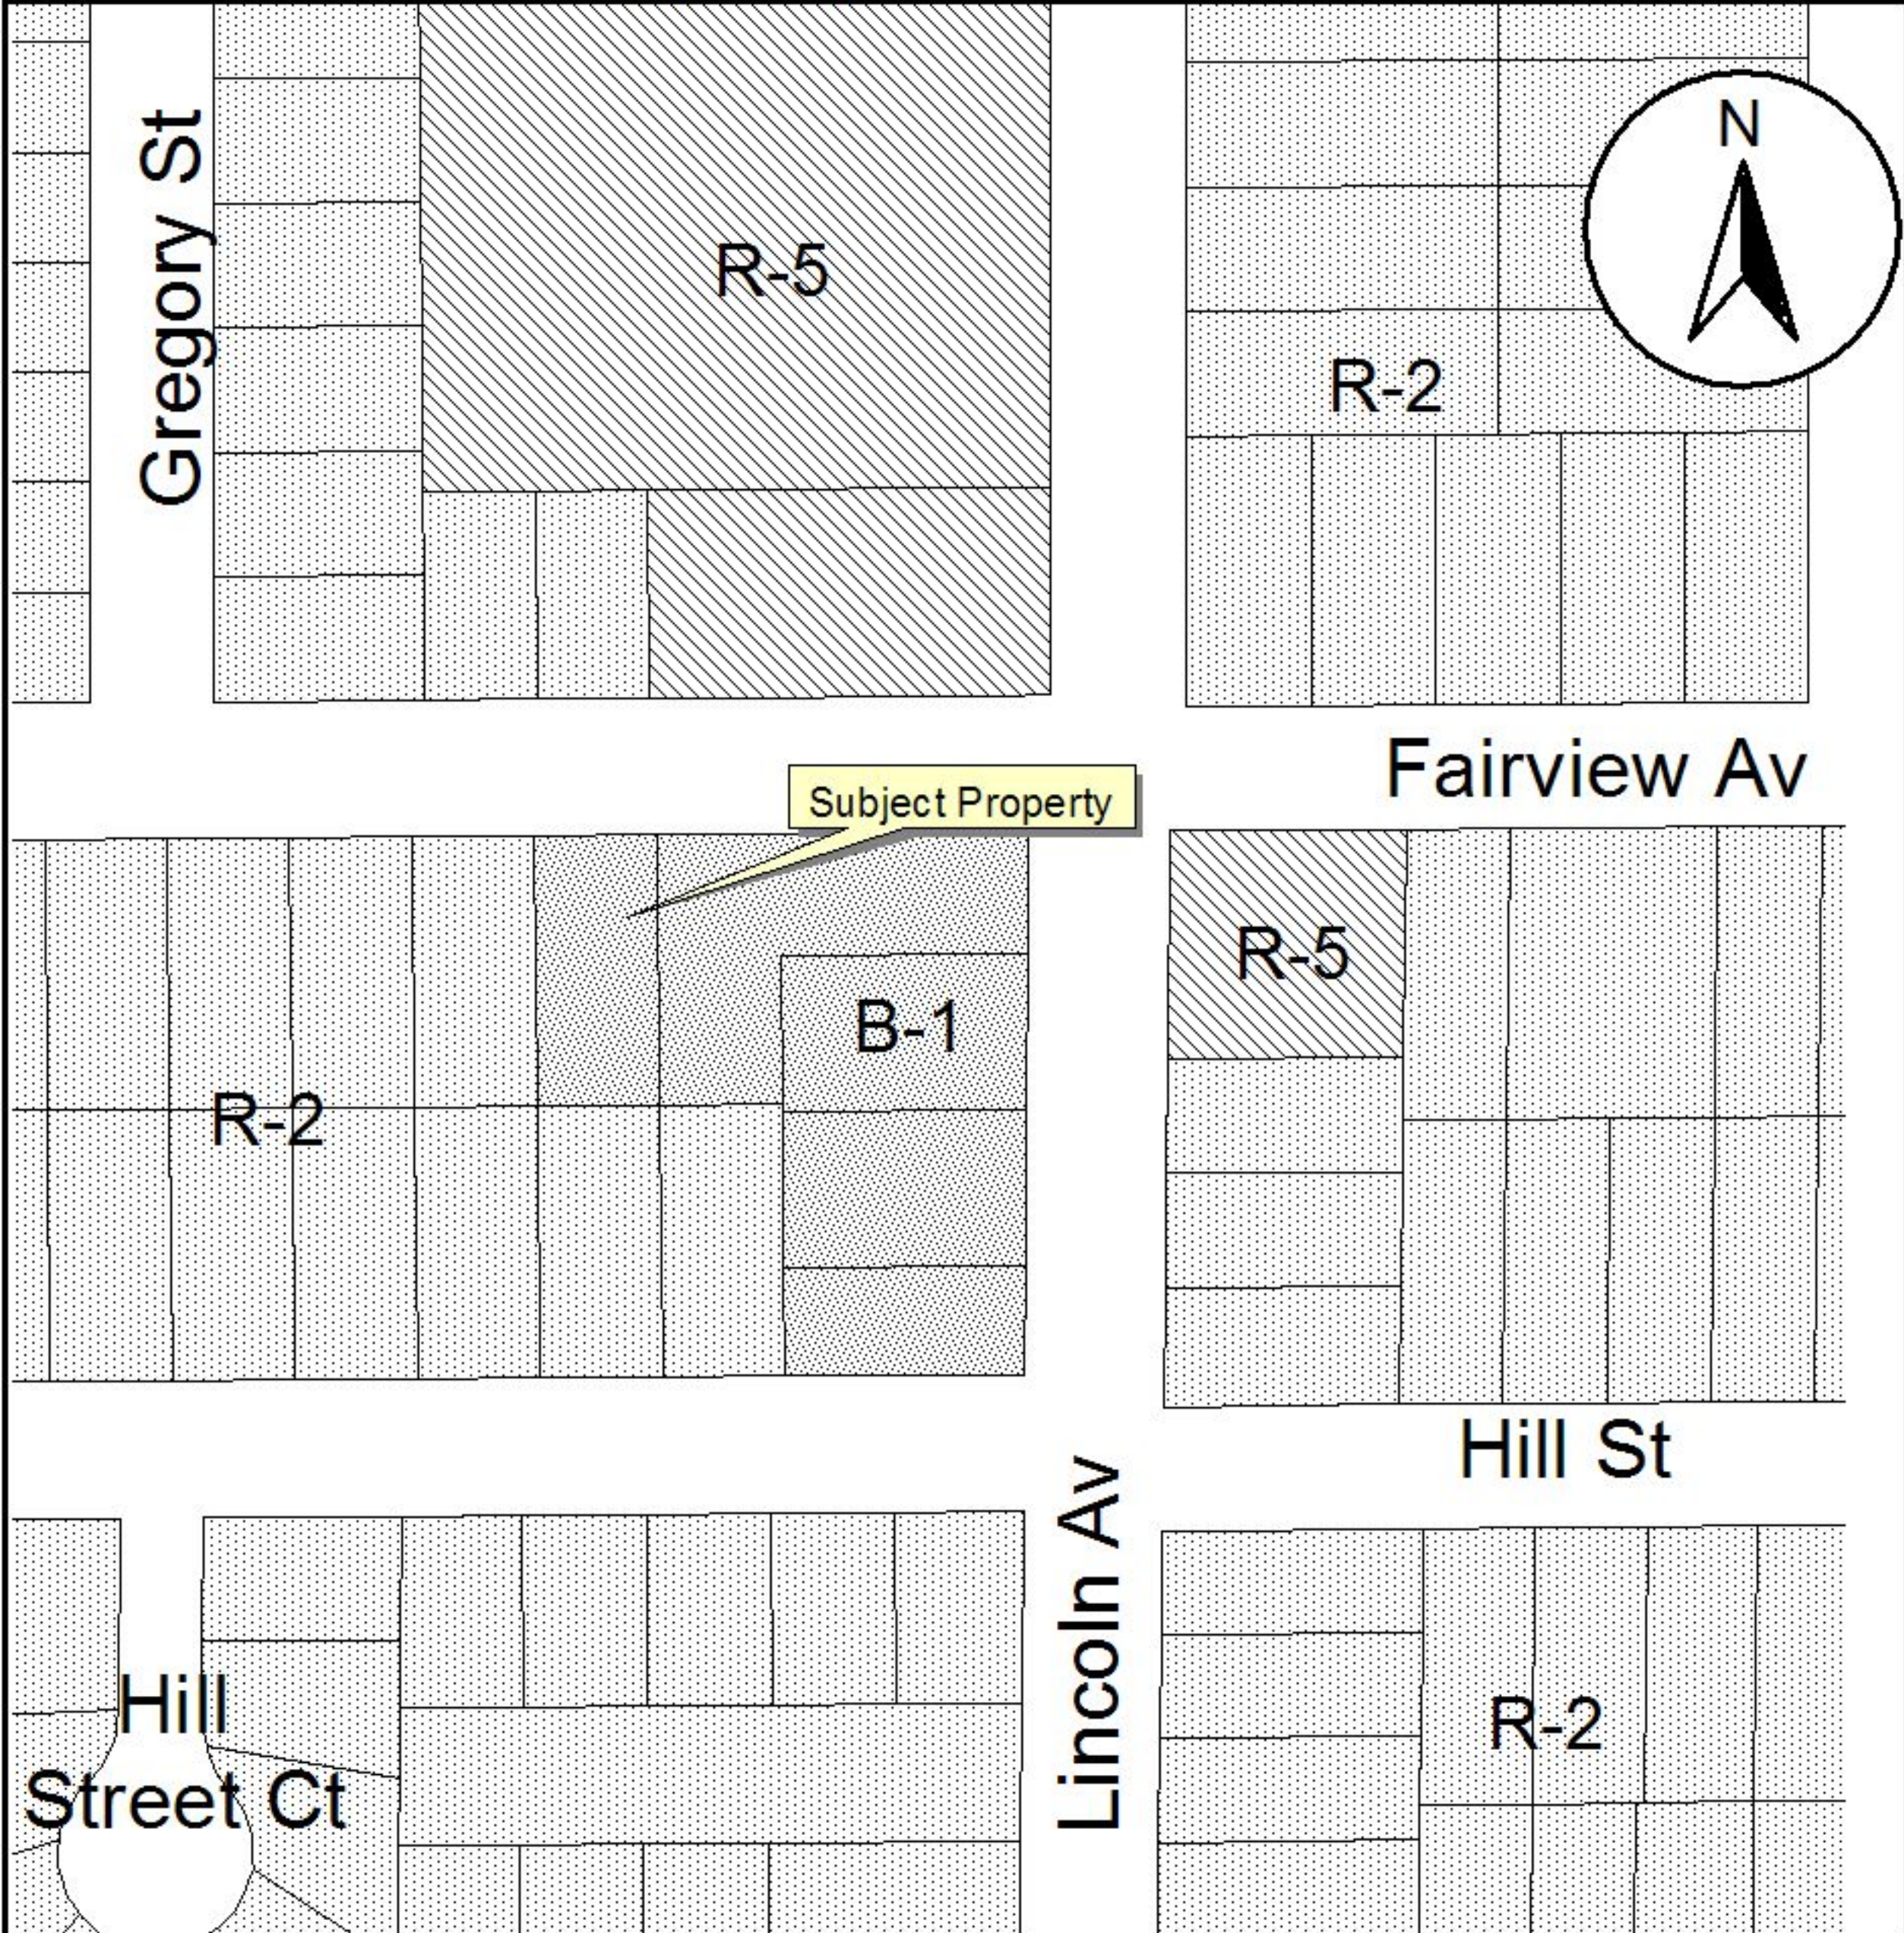 N
Gregory St
R-5
R-2
Fairview Av
Subject Property
R-5
B-1
R-2
Hill St
Lincoln Av
Hill
Street Ct
R-2